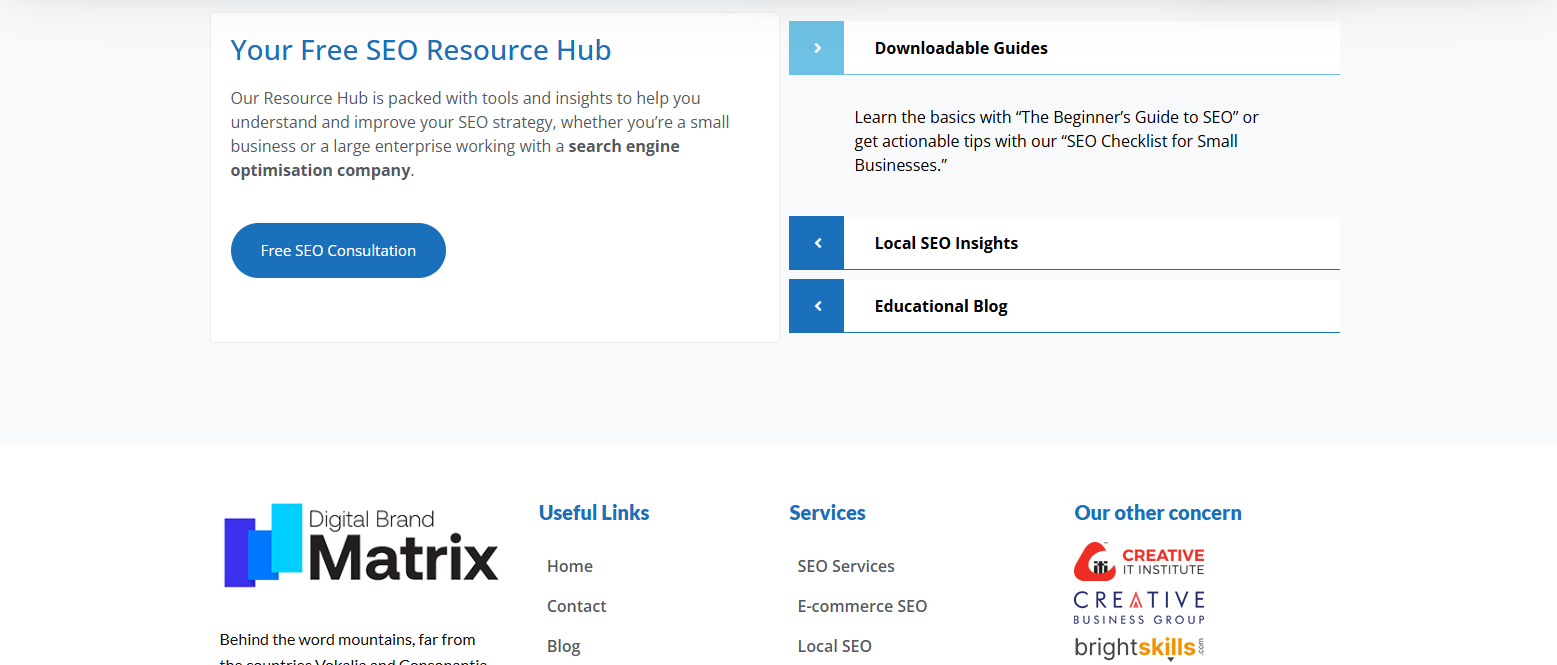 Your Free SEO Resource Hub
Our Resource Hub is packed with tools and insights to help you
understand and improve your SEO strategy, whether you’re a small
business or a large enterprise working with a search engine
optimisation company.
Free SEO Consultation
Downloadable Guides
Learn the basics with “The Beginner’s Guide to SEO” or
get actionable tips with our “SEO Checklist for Small
Businesses.”
Local SEO Insights
Educational Blog
Digital Brand
Matrix
Behind the word mountains, far from
the countries Vokalia and Consonantia
Useful Links
Home
Contact
Blog
Services
SEO Services
E-commerce SEO
Local SEO
Our other concern
CREATIVE
IT INSTITUTE
CREATIVE
BUSINESS GROUP
brightskills.com